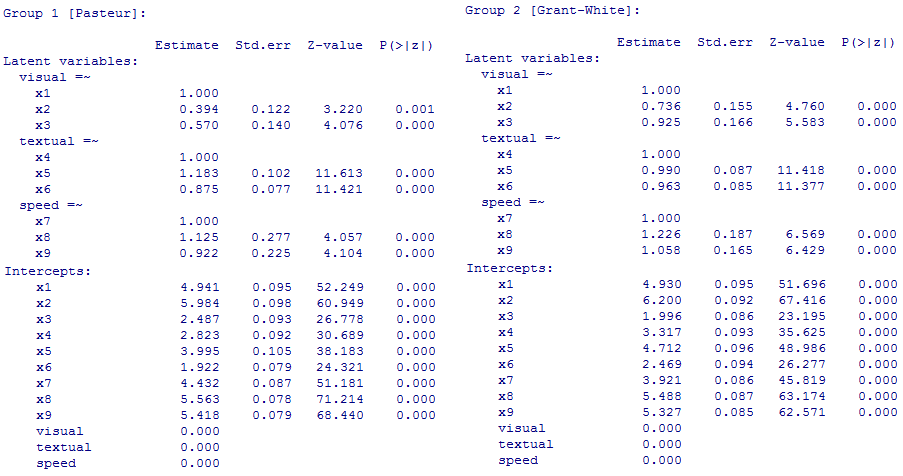 Group 1 [Pasteur]:
Estimate Std.err Z-value P(>|z|)
Latent variables:
visual =~
x1 1.000
x2 0.394 0.122 3.220 0.001
x3 0.570 0.140 4.076 0.000
textual =~
x4 1.000
x5 1.183 0.102 11.613 0.000
x6 0.875 0.077 11.421 0.000
speed =~
x7 1.000
x8 1.125 0.277 4.057 0.000
x9 0.922 0.225 4.104 0.000
Intercepts:
x1 4.941 0.095 52.249 0.000
x2 5.984 0.098 60.949 0.000
x3 2.487 0.093 26.778 0.000
x4 2.823 0.092 30.689 0.000
x5 3.995 0.105 38.183 0.000
x6 1.922 0.079 24.321 0.000
x7 4.432 0.087 51.181 0.000
x8 5.563 0.078 71.214 0.000
x9 5.418 0.079 68.440 0.000
visual 0.000
textual 0.000
speed 0.000
Group 2 [Grant-White]:
Estimate Std.err Z-value P(>|z|)
Latent variables:
visual =~
x1 1.000
x2 0.736 0.155 4.760 0.000
x3 0.925 0.166 5.583 0.000
textual =~
x4 1.000
x5 0.990 0.087 11.418 0.000
x6 0.963 0.085 11.377 0.000
speed =~
x7 1.000
x8 1.226 0.187 6.569 0.000
x9 1.058 0.165 6.429 0.000
Intercepts:
x1 4.930 0.095 51.696 0.000
x2 6.200 0.092 67.416 0.000
x3 1.996 0.086 23.195 0.000
x4 3.317 0.093 35.625 0.000
x5 4.712 0.096 48.986 0.000
x6 2.469 0.094 26.277 0.000
x7 3.921 0.086 45.819 0.000
x8 5.488 0.087 63.174 0.000
x9 5.327 0.085 62.571 0.000
visual 0.000
textual 0.000
speed 0.000